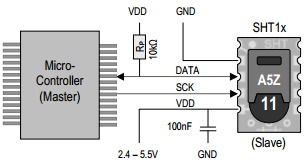 VDD
GND
SHT1x
Micro-
Controller
(Master)
RP
10kΩ
DATA
SCK
VDD
100nF
2.4 – 5.5V
GND
SHT
A5Z
11
(Slave)